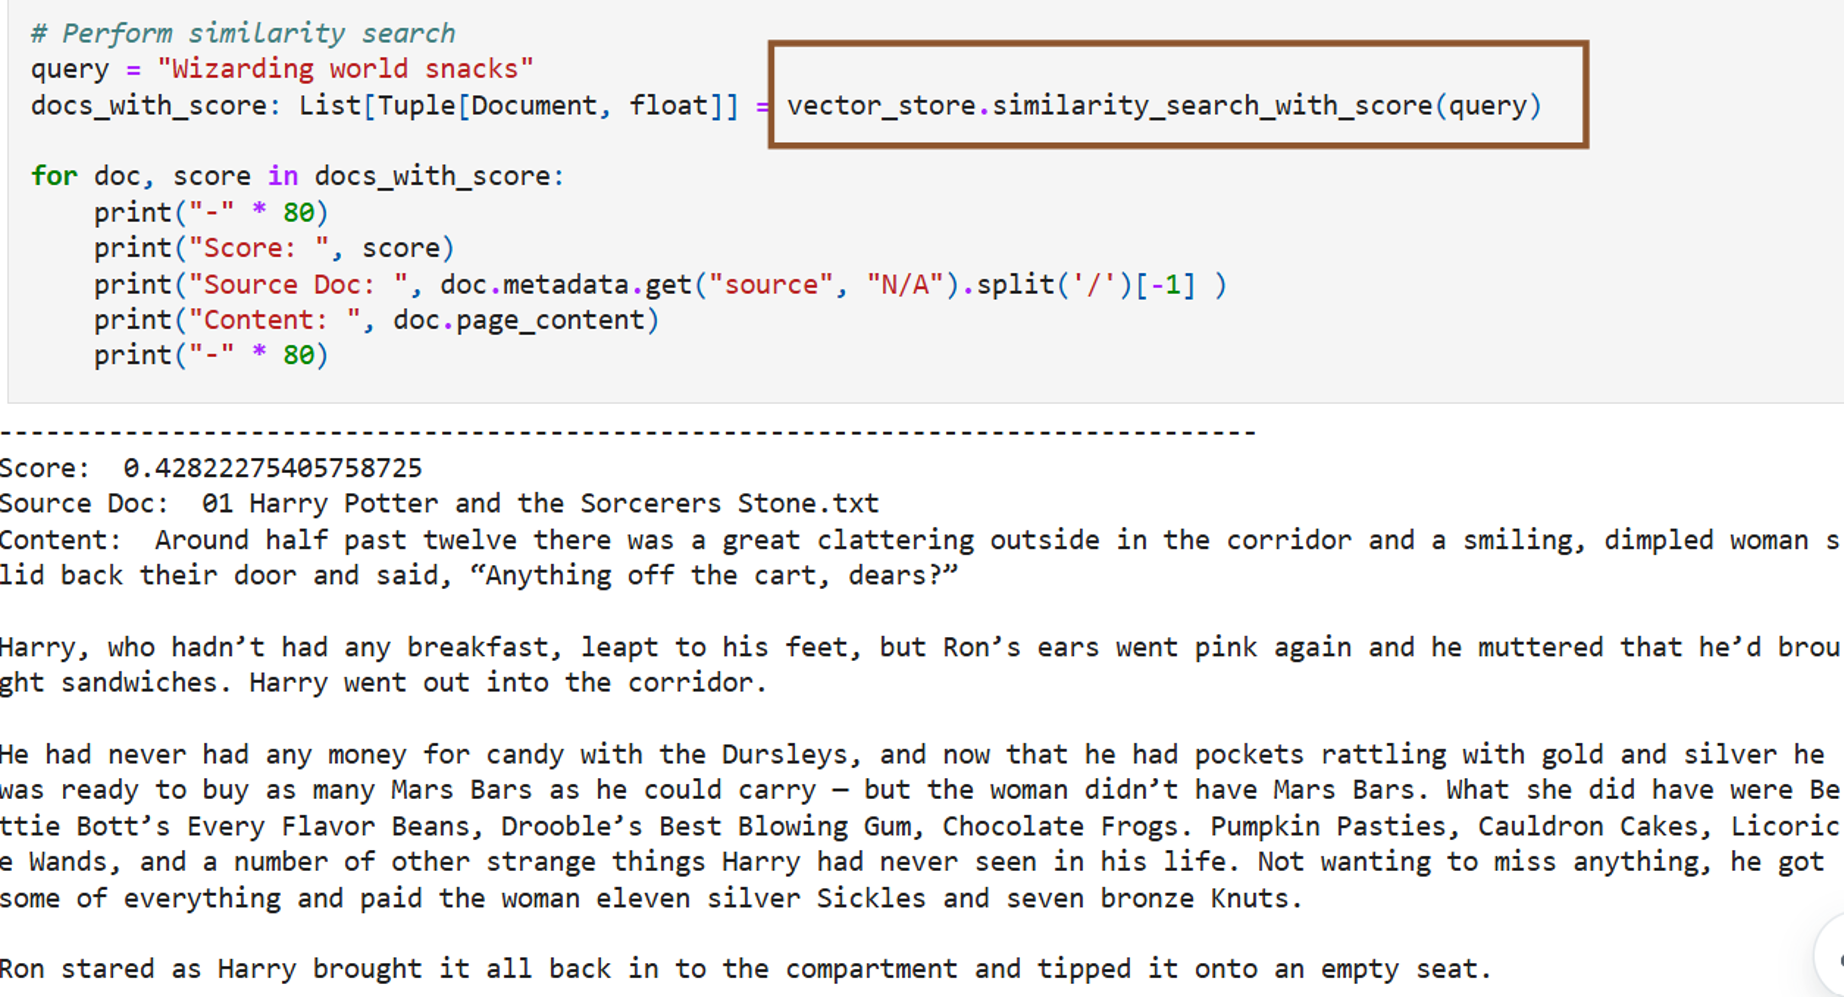 # Perform similarity search
query = "Wizarding world snacks"
docs_with_score: List[Tuple[Document, float]] = vector_store.similarity_search_with_score(query)
for doc, score in docs_with_score:
    print("-" * 80)
    print("Score: ", score)
    print("Source Doc: ", doc.metadata.get("source", "N/A").split('/')[-1] )
    print("Content: ", doc.page_content)
    print("-" * 80)
--------------------------------------------------------------------------------
Score:  0.42822275405758725
Source Doc:  01 Harry Potter and the Sorcerers Stone.txt
Content:  Around half past twelve there was a great clattering outside in the corridor and a smiling, dimpled woman s
lid back their door and said, “Anything off the cart, dears?”
Harry, who hadn’t had any breakfast, leapt to his feet, but Ron’s ears went pink again and he muttered that he’d brou
ght sandwiches. Harry went out into the corridor.
He had never had any money for candy with the Dursleys, and now that he had pockets rattling with gold and silver he
was ready to buy as many Mars Bars as he could carry — but the woman didn’t have Mars Bars. What she did have were Be
ttie Bott’s Every Flavor Beans, Drooble’s Best Blowing Gum, Chocolate Frogs. Pumpkin Pasties, Cauldron Cakes, Licoric
e Wands, and a number of other strange things Harry had never seen in his life. Not wanting to miss anything, he got
some of everything and paid the woman eleven silver Sickles and seven bronze Knuts.
Ron stared as Harry brought it all back in to the compartment and tipped it onto an empty seat.